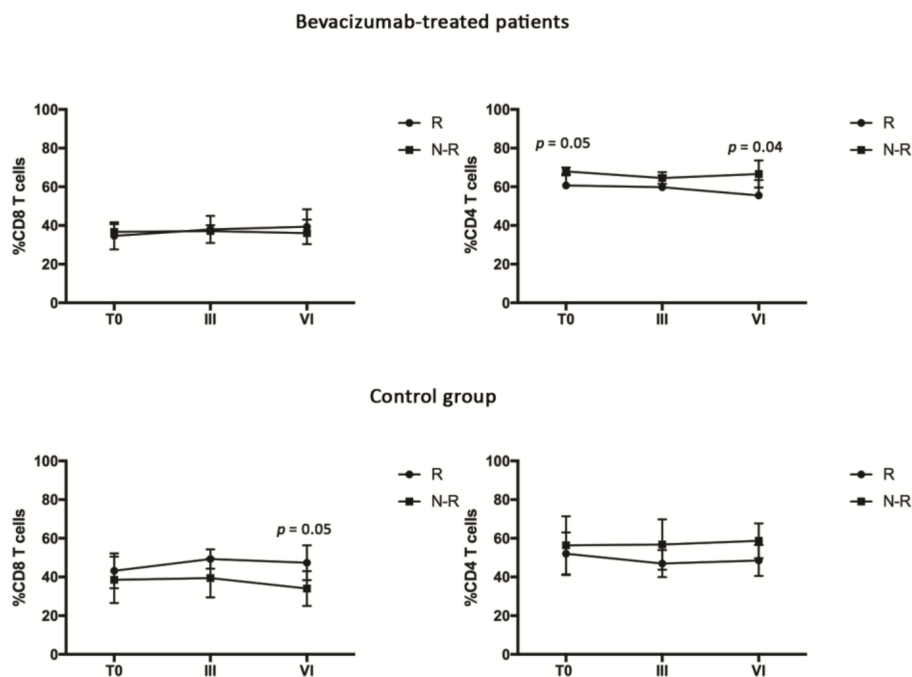 Bevacizumab-treated patients
100
80
60
40
20
0
%CD8 T cells
T0 III VI
R
N-R
100
80
60
40
20
0
%CD4 T cells
p = 0.05
p = 0.04
T0 III VI
R
N-R
Control group
100
80
60
40
20
0
%CD8 T cells
p = 0.05
T0 III VI
R
N-R
100
80
60
40
20
0
%CD4 T cells
T0 III VI
R
N-R